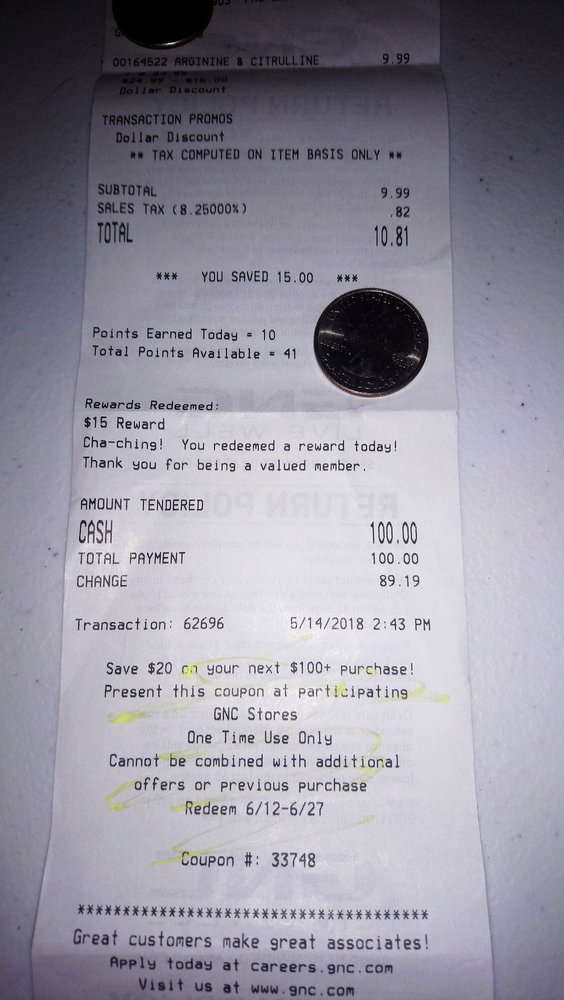 00164522 ARGININE & CITRULLINE 9.99
$24.99 - $15.00
Dollar Discount
TRANSACTION PROMOS
Dollar Discount
** TAX COMPUTED ON ITEM BASIS ONLY **
SUBTOTAL 9.99
SALES TAX (8.25000%) .82
TOTAL 10.81
*** YOU SAVED 15.00 ***
Points Earned Today = 10
Total Points Available = 41
Rewards Redeemed:
$15 Reward
Cha-ching! You redeemed a reward today!
Thank you for being a valued member.
AMOUNT TENDERED
CASH 100.00
TOTAL PAYMENT 100.00
CHANGE 89.19
Transaction: 62696 5/14/2018 2:43 PM
Save $20 on your next $100+ purchase!
Present this coupon at participating
GNC Stores
One Time Use Only
Cannot be combined with additional
offers or previous purchase
Redeem 6/12-6/27
Coupon #: 33748
**************************************
Great customers make great associates!
Apply today at careers.gnc.com
Visit us at www.gnc.com